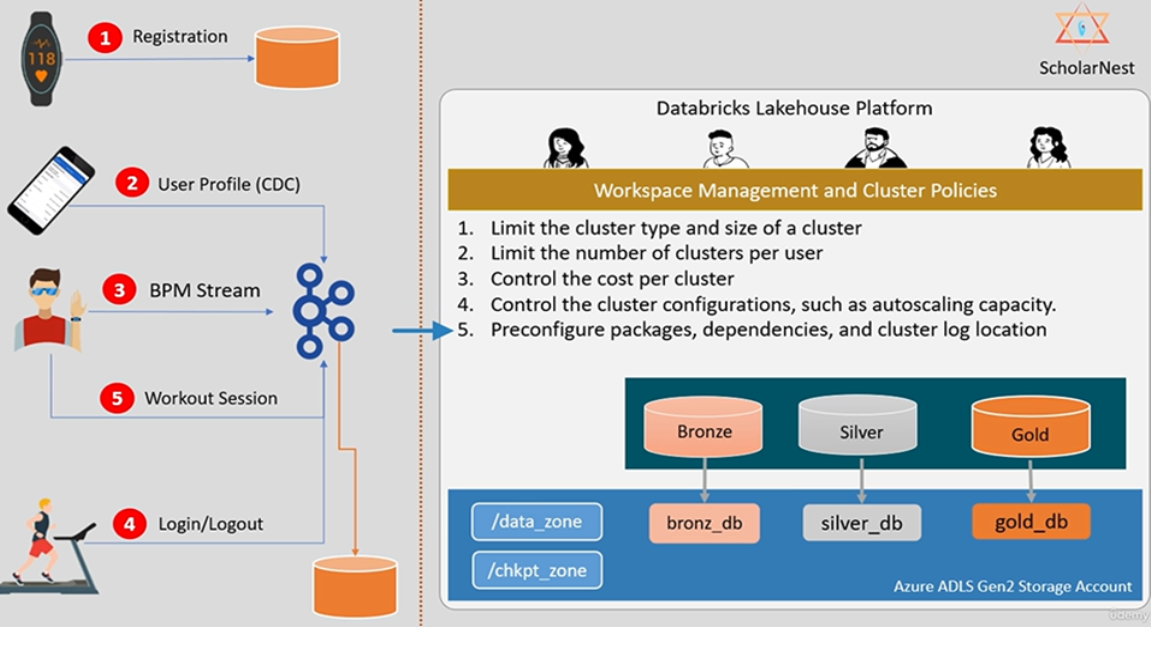 118
1 Registration
2 User Profile (CDC)
3 BPM Stream
5 Workout Session
4 Login/Logout
ScholarNest
Databricks Lakehouse Platform
Workspace Management and Cluster Policies
1. Limit the cluster type and size of a cluster
2. Limit the number of clusters per user
3. Control the cost per cluster
4. Control the cluster configurations, such as autoscaling capacity.
5. Preconfigure packages, dependencies, and cluster log location
Bronze Silver Gold
/data_zone bronz_db silver_db gold_db
/chkpt_zone
Azure ADLS Gen2 Storage Account
Udemy